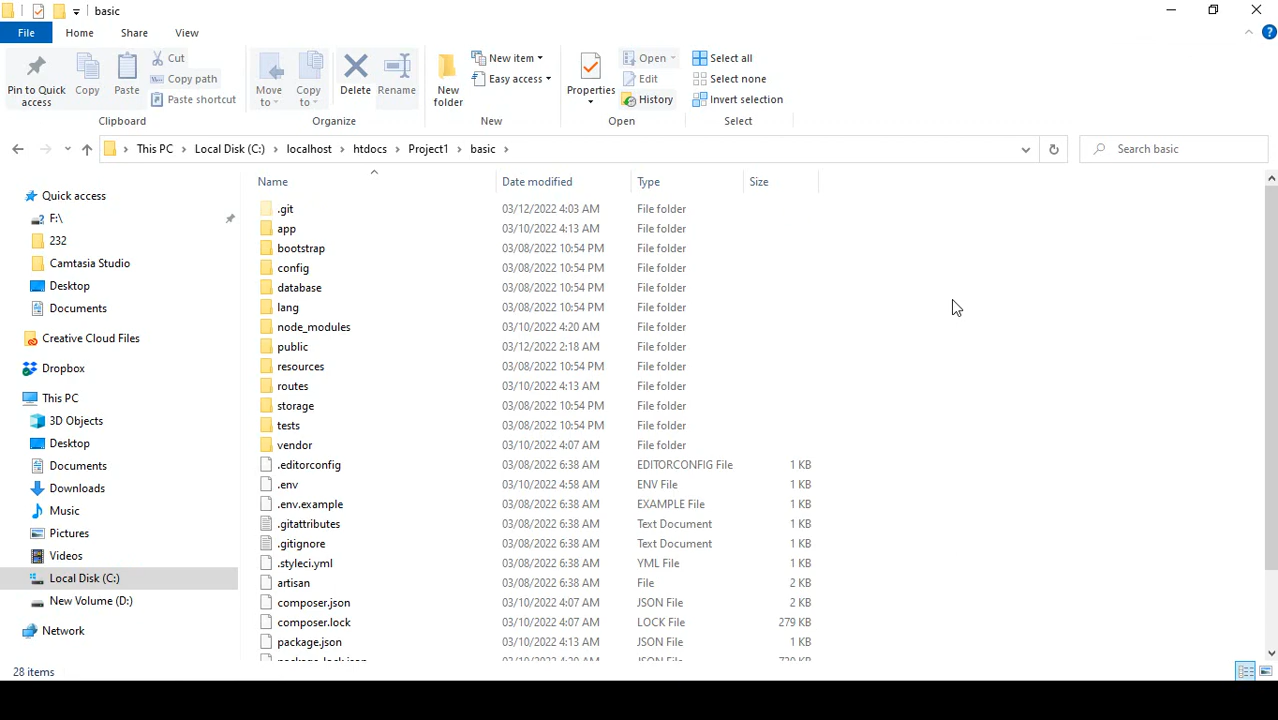 basic
File Home Share View
Pin to Quick access
Copy
Paste
Cut
Copy path
Paste shortcut
Clipboard
Move to
Copy to
Delete
Rename
Organize
New folder
New item
Easy access
New
Properties
Open
Edit
History
Open
Select all
Select none
Invert selection
Select
This PC > Local Disk (C:) > localhost > htdocs > Project1 > basic >
Search basic
Quick access
F:\
232
Camtasia Studio
Desktop
Documents
Creative Cloud Files
Dropbox
This PC
3D Objects
Desktop
Documents
Downloads
Music
Pictures
Videos
Local Disk (C:)
New Volume (D:)
Network
Name Date modified Type Size
.git 03/12/2022 4:03 AM File folder
app 03/10/2022 4:13 AM File folder
bootstrap 03/08/2022 10:54 PM File folder
config 03/08/2022 10:54 PM File folder
database 03/08/2022 10:54 PM File folder
lang 03/08/2022 10:54 PM File folder
node_modules 03/10/2022 4:20 AM File folder
public 03/12/2022 2:18 AM File folder
resources 03/08/2022 10:54 PM File folder
routes 03/10/2022 4:13 AM File folder
storage 03/08/2022 10:54 PM File folder
tests 03/08/2022 10:54 PM File folder
vendor 03/10/2022 4:07 AM File folder
.editorconfig 03/08/2022 6:38 AM EDITORCONFIG File 1 KB
.env 03/10/2022 4:58 AM ENV File 1 KB
.env.example 03/08/2022 6:38 AM EXAMPLE File 1 KB
.gitattributes 03/08/2022 6:38 AM Text Document 1 KB
.gitignore 03/08/2022 6:38 AM Text Document 1 KB
.styleci.yml 03/08/2022 6:38 AM YML File 1 KB
artisan 03/08/2022 6:38 AM File 2 KB
composer.json 03/10/2022 4:07 AM JSON File 2 KB
composer.lock 03/10/2022 4:07 AM LOCK File 279 KB
package.json 03/10/2022 4:13 AM JSON File 1 KB
28 items